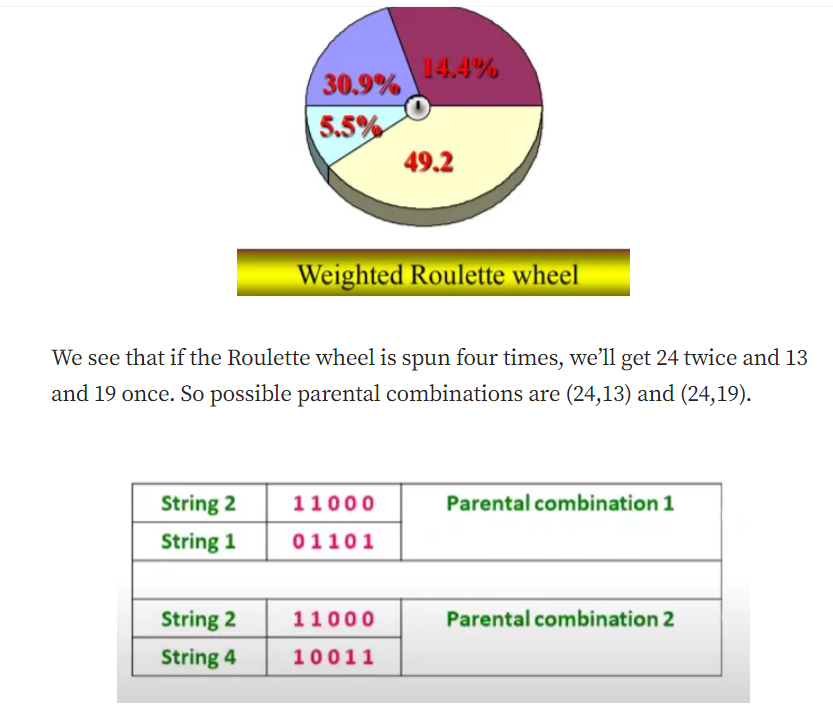 14.4%
30.9%
5.5%
49.2
Weighted Roulette wheel
We see that if the Roulette wheel is spun four times, we’ll get 24 twice and 13
and 19 once. So possible parental combinations are (24,13) and (24,19).
String 2 11000 Parental combination 1
String 1 01101
String 2 11000 Parental combination 2
String 4 10011